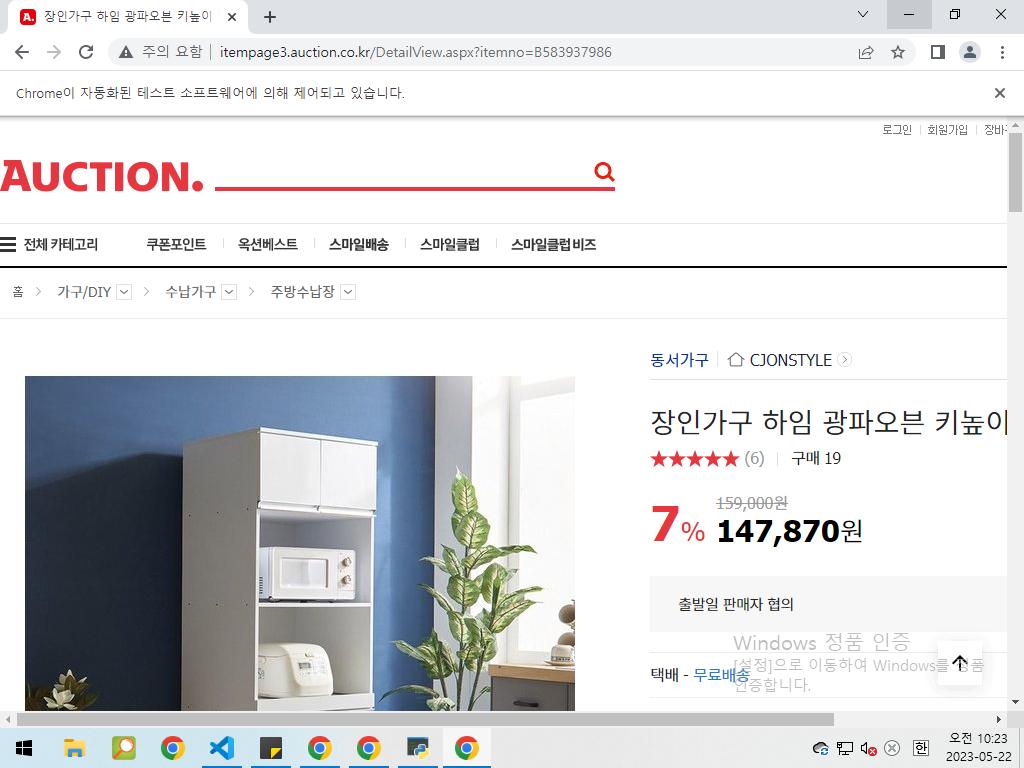 장인가구 하임 광파오븐 키높이
주의 요함 itempage3.auction.co.kr/DetailView.aspx?itemno=B583937986
Chrome이 자동화된 테스트 소프트웨어에 의해 제어되고 있습니다.
로그인 회원가입 장바
AUCTION.
전체 카테고리 쿠폰포인트 옥션베스트 스마일배송 스마일클럽 스마일클럽 비즈
홈 가구/DIY 수납가구 주방수납장
동서가구 CJONSTYLE
장인가구 하임 광파오븐 키높이
(6) 구매 19
159,000원
7% 147,870원
출발일 판매자 협의
Windows 정품 인증
[설정]으로 이동하여 Windows를 정품
택배 - 무료배송
인증합니다.
한 오전 10:23
2023-05-22